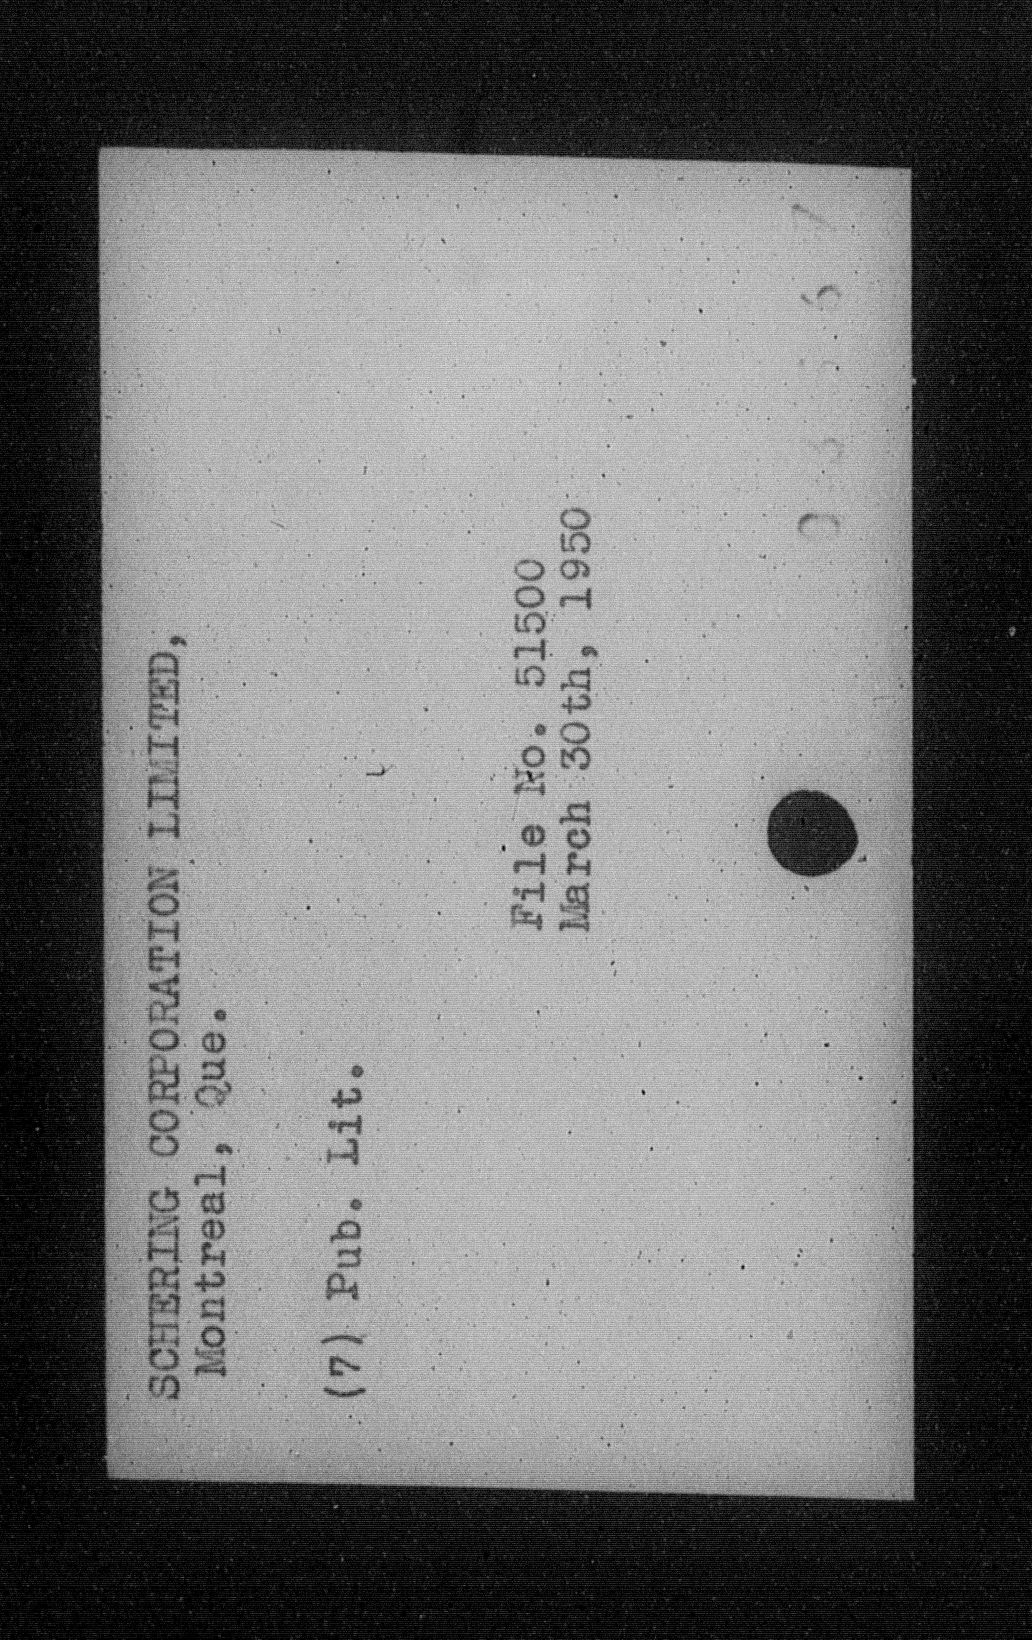 SCHERING CORPORATION LIMITED,
Montreal, Que.
(7) Pub. Lit.
File No. 51500
March 30th, 1950